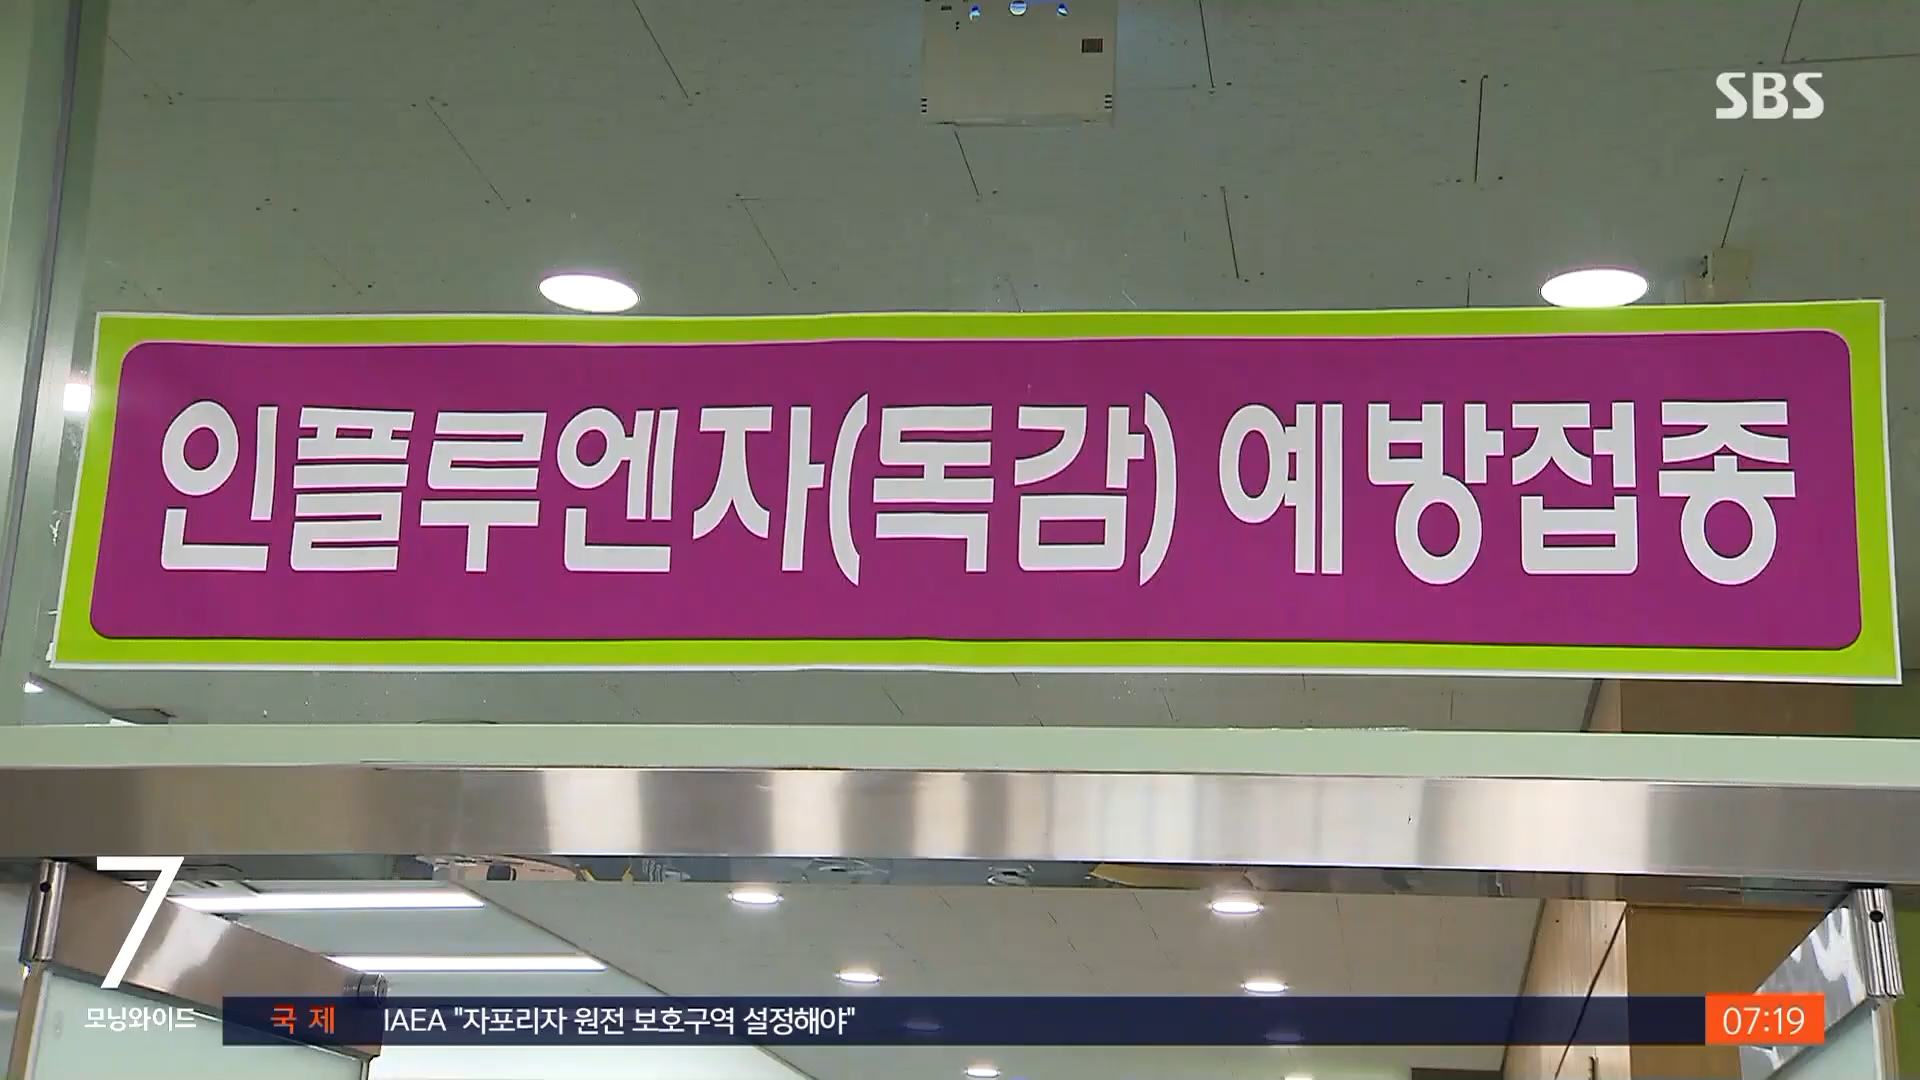 SBS
인플루엔자(독감) 예방접종
7
모닝와이드
국제
IAEA "자포리자 원전 보호구역 설정해야"
07:19